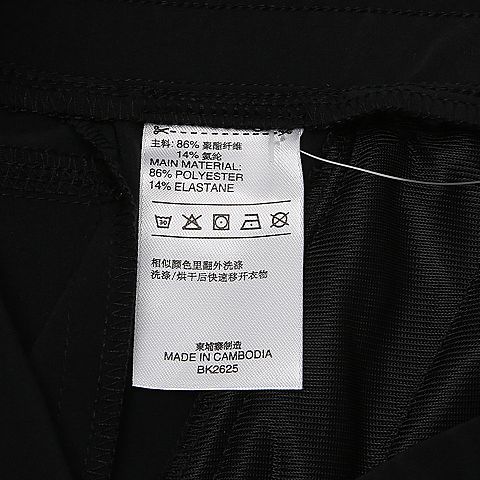 主料: 86% 聚酯纤维
14% 氨纶
MAIN MATERIAL:
86% POLYESTER
14% ELASTANE
30
相似颜色里翻外洗涤
洗涤/烘干后快速移开衣物
柬埔寨制造
MADE IN CAMBODIA
BK2625